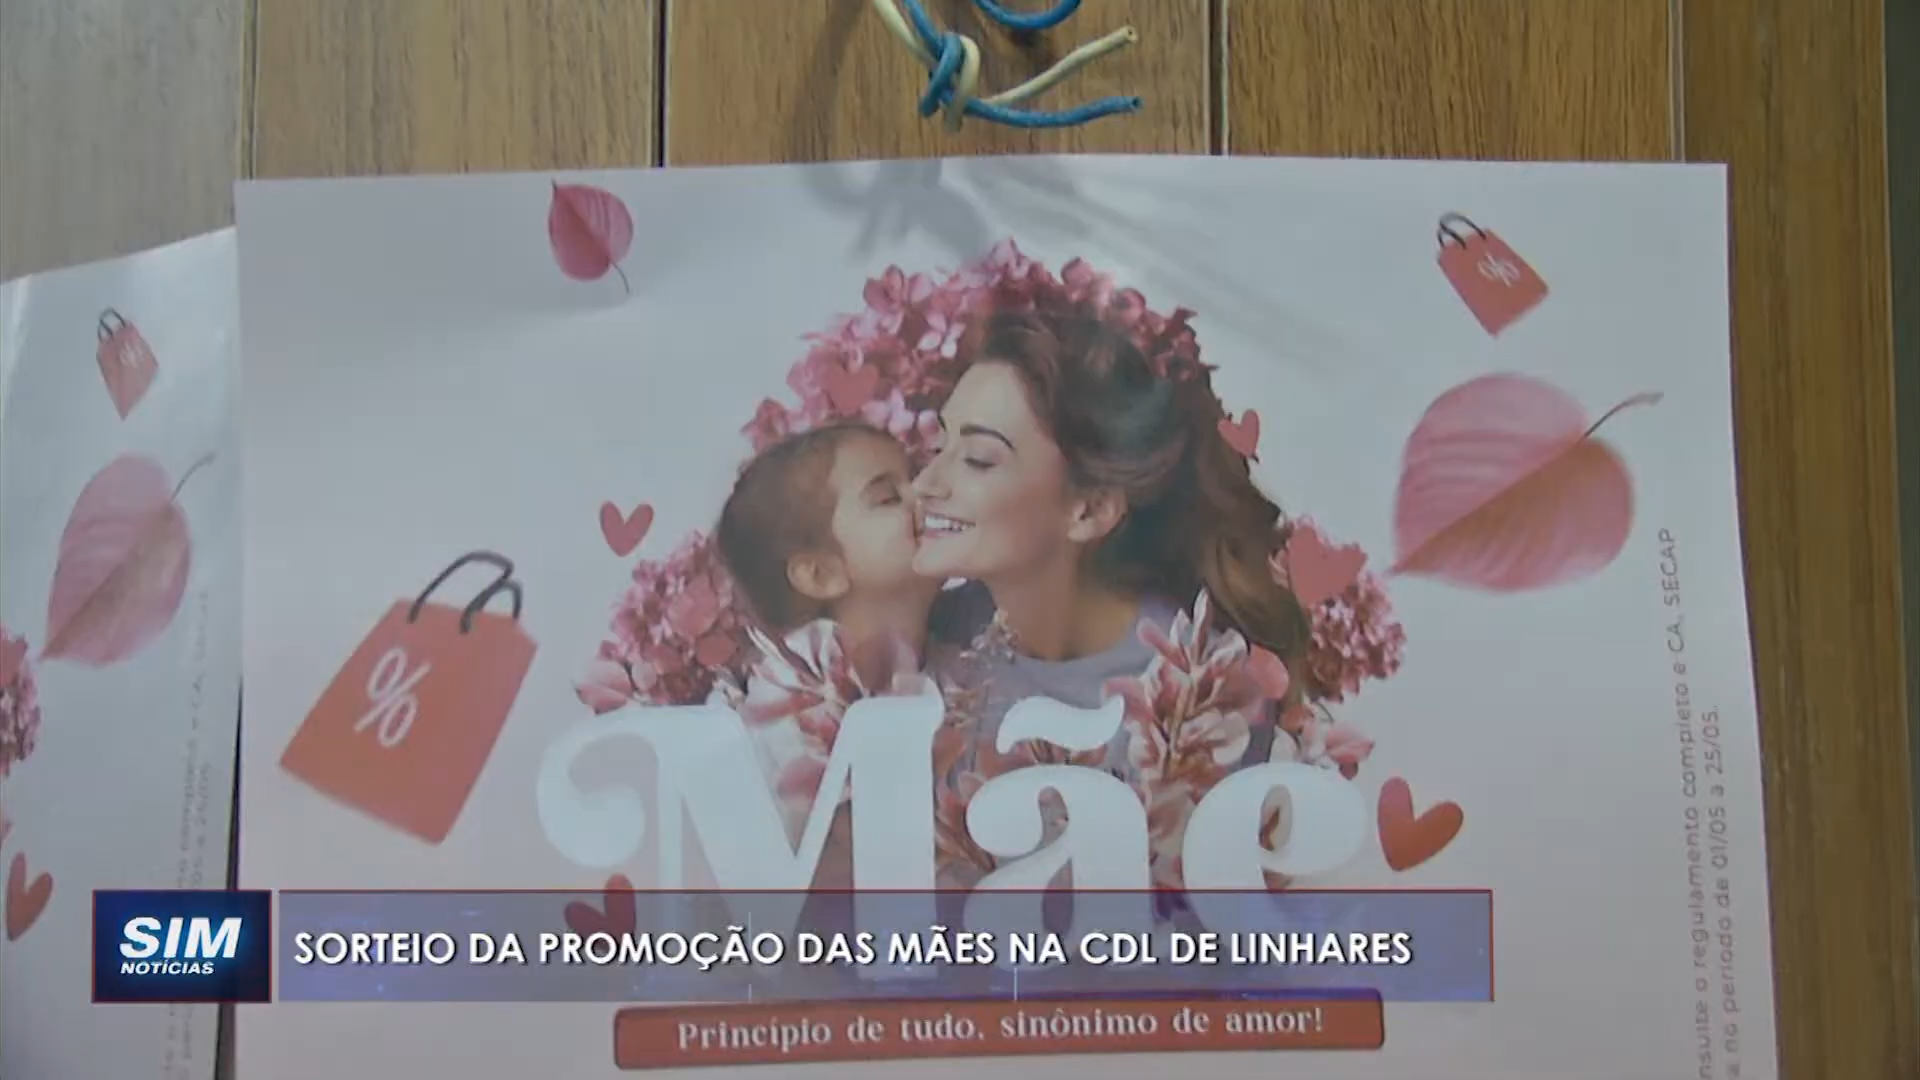 %
%
%
Mãe
SIM
NOTÍCIAS
SORTEIO DA PROMOÇÃO DAS MÃES NA CDL DE LINHARES
Princípio de tudo, sinônimo de amor!
o regulamento completo e CA. SECAP
no período de 01/05 a 25/05.